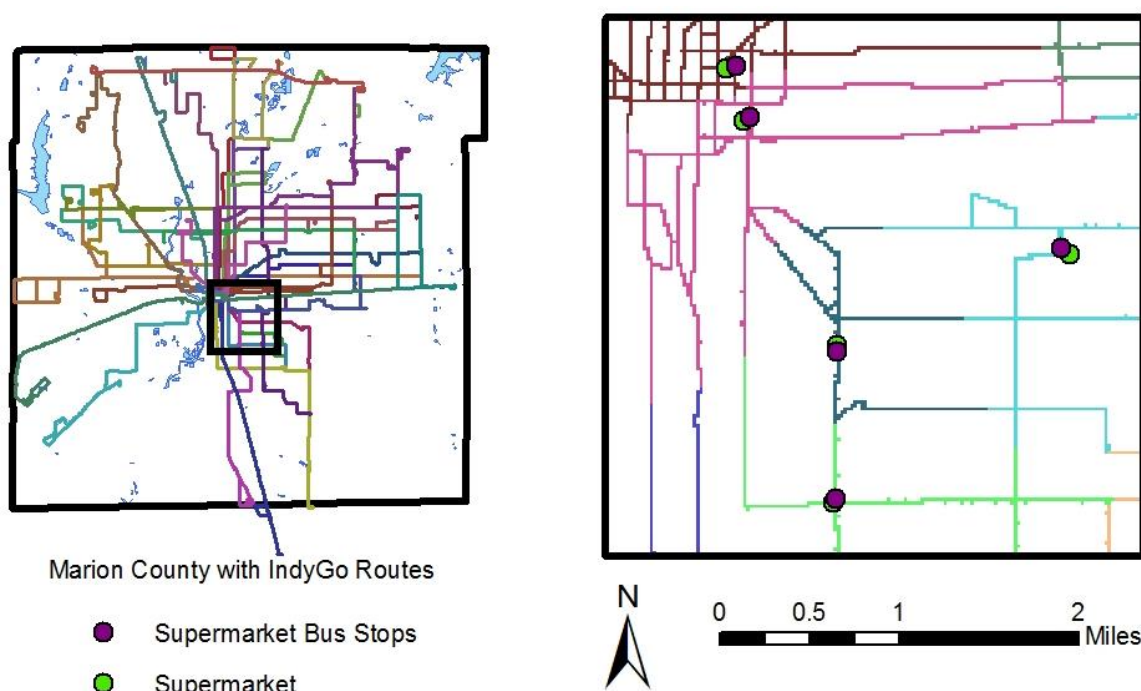 Marion County with IndyGo Routes
Supermarket Bus Stops
Supermarket
N
0 0.5 1 2
Miles